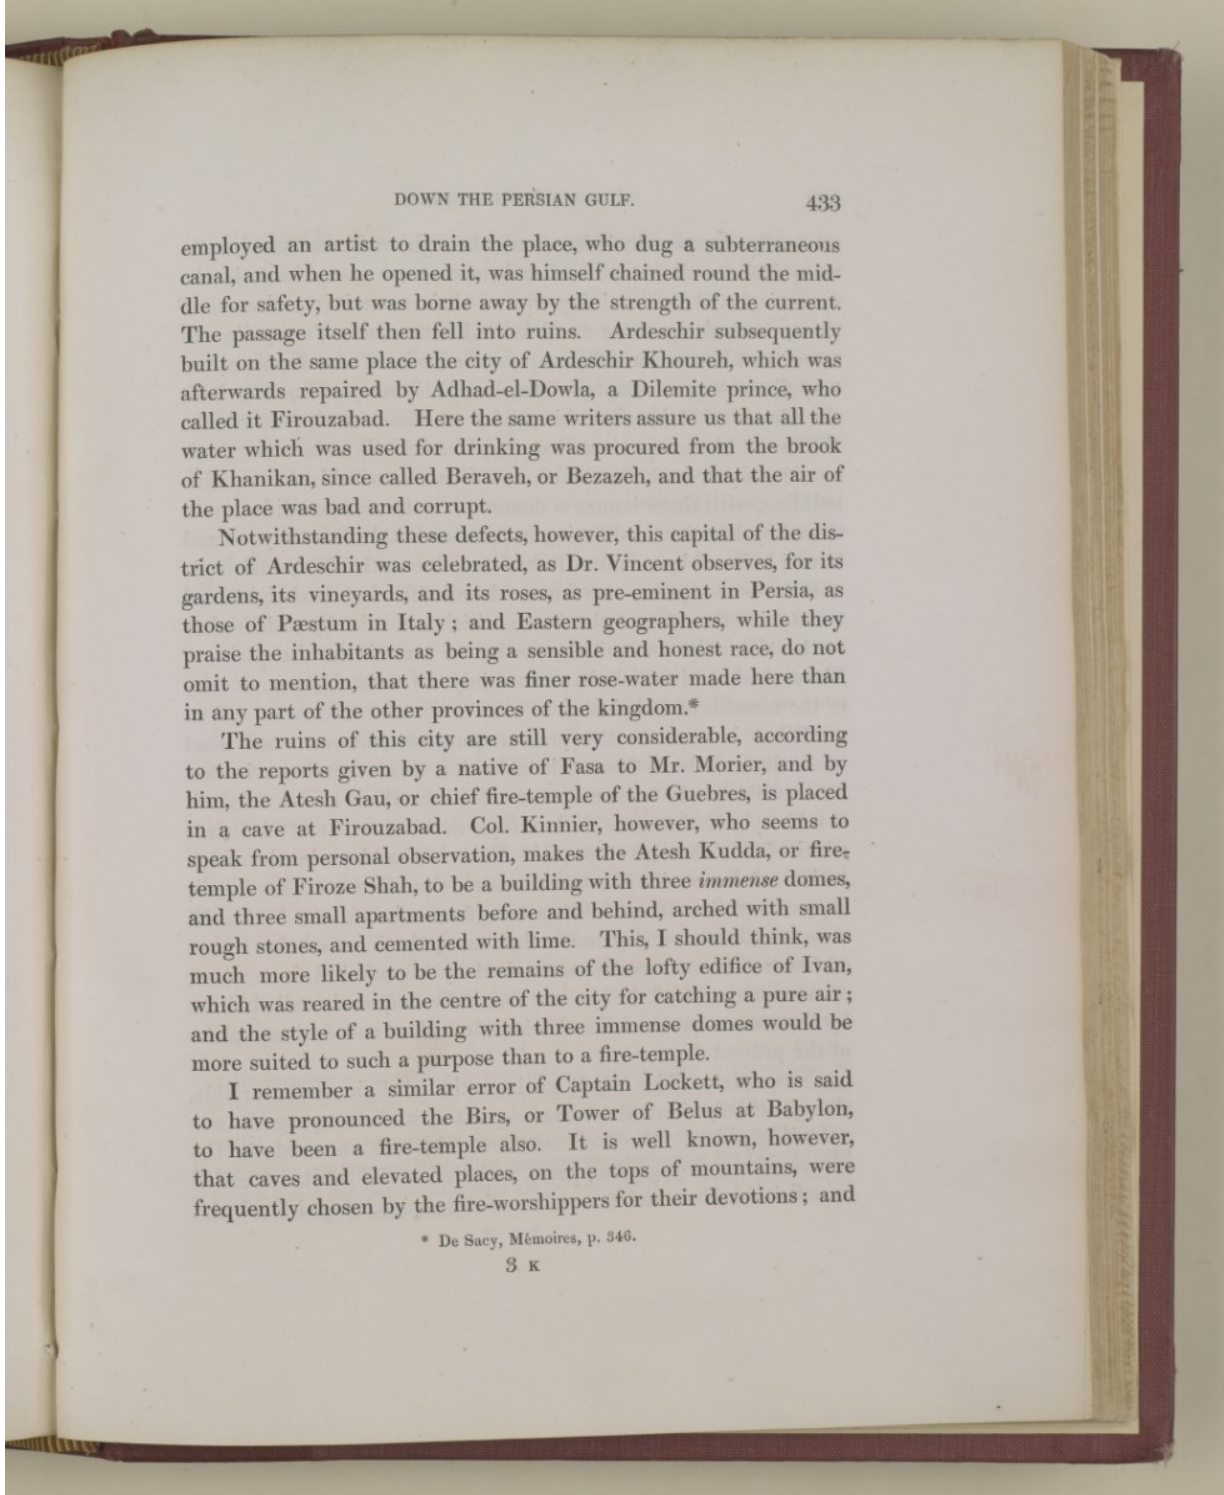 DOWN THE PERSIAN GULF. 433
employed an artist to drain the place, who dug a subterraneous
canal, and when he opened it, was himself chained round the mid-
dle for safety, but was borne away by the strength of the current.
The passage itself then fell into ruins. Ardeschir subsequently
built on the same place the city of Ardeschir Khoureh, which was
afterwards repaired by Adhad-el-Dowla, a Dilemite prince, who
called it Firouzabad. Here the same writers assure us that all the
water which was used for drinking was procured from the brook
of Khanikan, since called Beraveh, or Bezazeh, and that the air of
the place was bad and corrupt.
Notwithstanding these defects, however, this capital of the dis-
trict of Ardeschir was celebrated, as Dr. Vincent observes, for its
gardens, its vineyards, and its roses, as pre-eminent in Persia, as
those of Pæstum in Italy; and Eastern geographers, while they
praise the inhabitants as being a sensible and honest race, do not
omit to mention, that there was finer rose-water made here than
in any part of the other provinces of the kingdom.*
The ruins of this city are still very considerable, according
to the reports given by a native of Fasa to Mr. Morier, and by
him, the Atesh Gau, or chief fire-temple of the Guebres, is placed
in a cave at Firouzabad. Col. Kinnier, however, who seems to
speak from personal observation, makes the Atesh Kudda, or fire-
temple of Firoze Shah, to be a building with three immense domes,
and three small apartments before and behind, arched with small
rough stones, and cemented with lime. This, I should think, was
much more likely to be the remains of the lofty edifice of Ivan,
which was reared in the centre of the city for catching a pure air;
and the style of a building with three immense domes would be
more suited to such a purpose than to a fire-temple.
I remember a similar error of Captain Lockett, who is said
to have pronounced the Birs, or Tower of Belus at Babylon,
to have been a fire-temple also. It is well known, however,
that caves and elevated places, on the tops of mountains, were
frequently chosen by the fire-worshippers for their devotions; and
* De Sacy, Mémoires, p. 346.
3 K